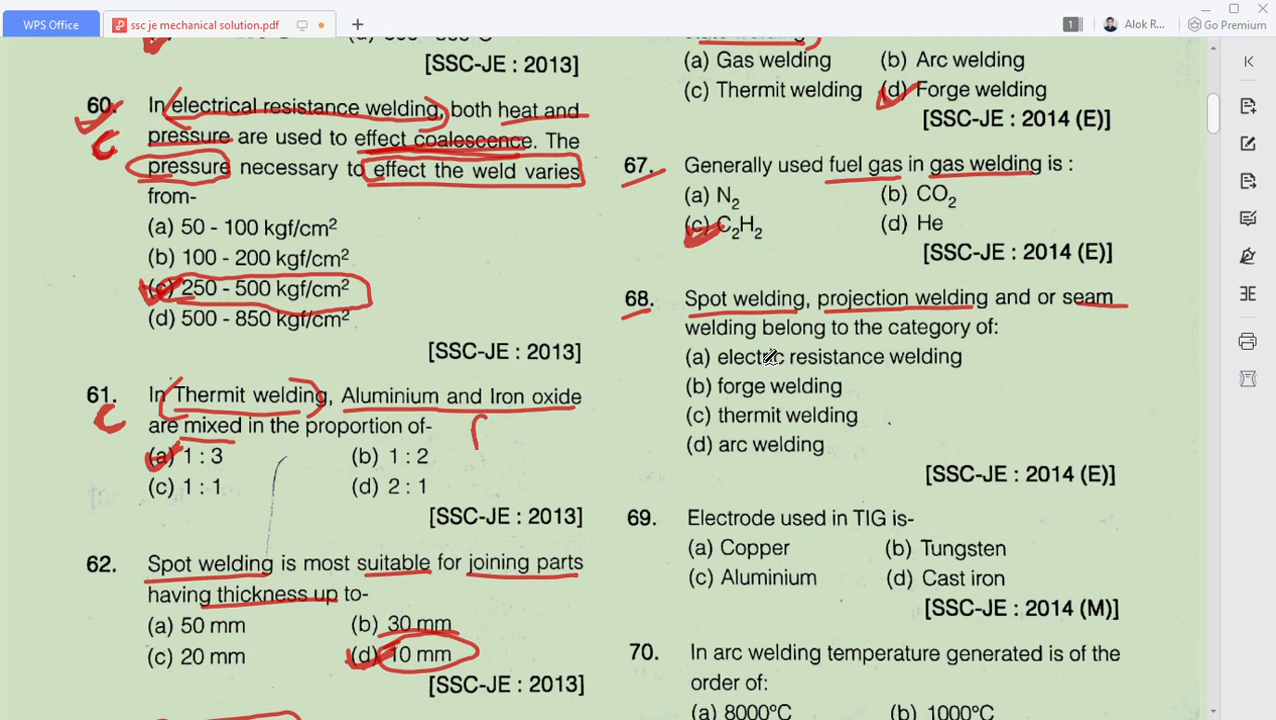 WPS Office
ssc je mechanical solution.pdf
1
Alok R...
Go Premium
[SSC-JE : 2013]
60. In electrical resistance welding, both heat and
pressure are used to effect coalescence. The
pressure necessary to effect the weld varies
from-
(a) 50 - 100 kgf/cm²
(b) 100 - 200 kgf/cm²
(c) 250 - 500 kgf/cm²
(d) 500 - 850 kgf/cm²
[SSC-JE : 2013]
61. In Thermit welding, Aluminium and Iron oxide
are mixed in the proportion of-
(a) 1 : 3 (b) 1 : 2
(c) 1 : 1 (d) 2 : 1
[SSC-JE : 2013]
62. Spot welding is most suitable for joining parts
having thickness up to-
(a) 50 mm (b) 30 mm
(c) 20 mm (d) 10 mm
[SSC-JE : 2013]
(a) Gas welding (b) Arc welding
(c) Thermit welding (d) Forge welding
[SSC-JE : 2014 (E)]
67. Generally used fuel gas in gas welding is :
(a) N₂ (b) CO₂
(c) C₂H₂ (d) He
[SSC-JE : 2014 (E)]
68. Spot welding, projection welding and or seam
welding belong to the category of:
(a) electric resistance welding
(b) forge welding
(c) thermit welding
(d) arc welding
[SSC-JE : 2014 (E)]
69. Electrode used in TIG is-
(a) Copper (b) Tungsten
(c) Aluminium (d) Cast iron
[SSC-JE : 2014 (M)]
70. In arc welding temperature generated is of the
order of:
(a) 8000°C (b) 1000°C